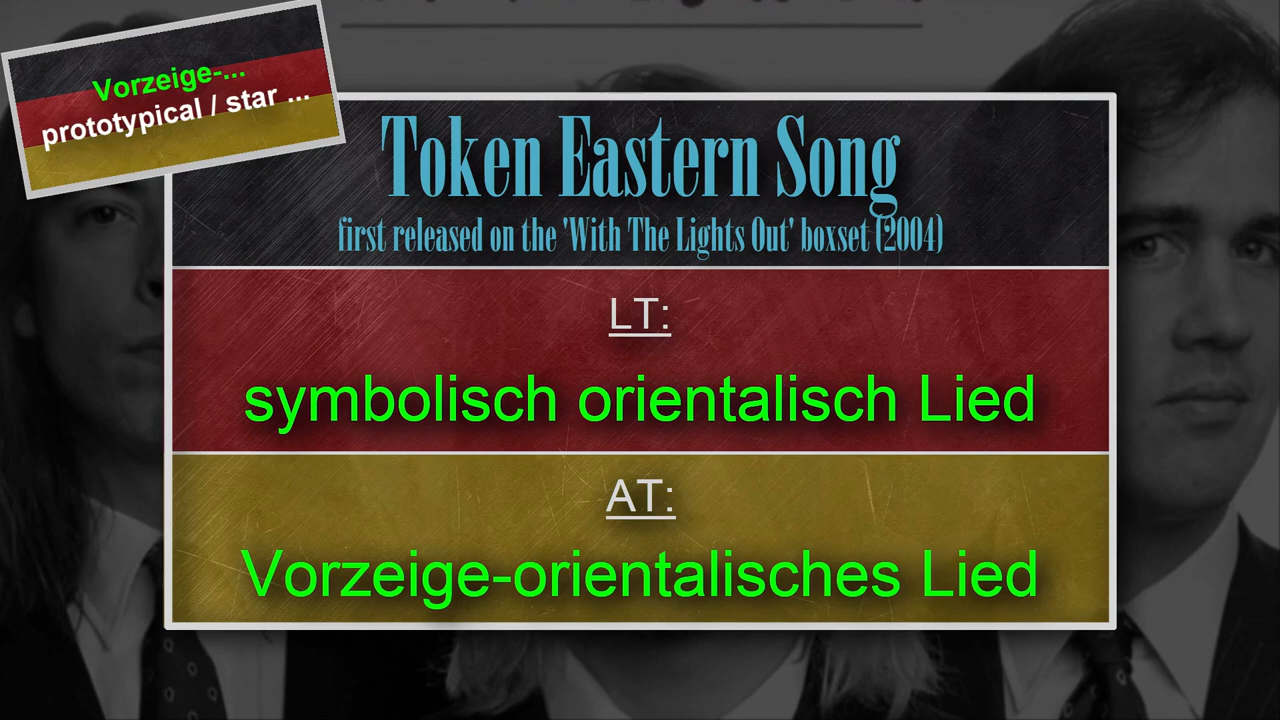 Vorzeige-...
prototypical / star ...
Token Eastern Song
first released on the 'With The Lights Out' boxset (2004)
LT:
symbolisch orientalisch Lied
AT:
Vorzeige-orientalisches Lied